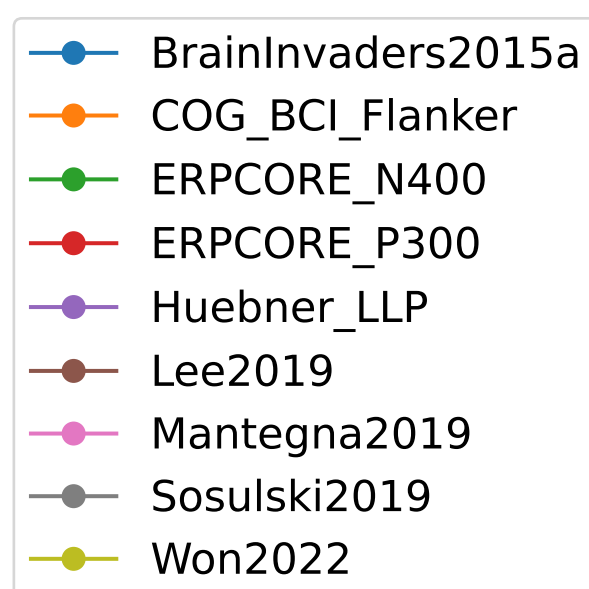 BrainInvaders2015a
COG_BCI_Flanker
ERPCORE_N400
ERPCORE_P300
Huebner_LLP
Lee2019
Mantegna2019
Sosulski2019
Won2022